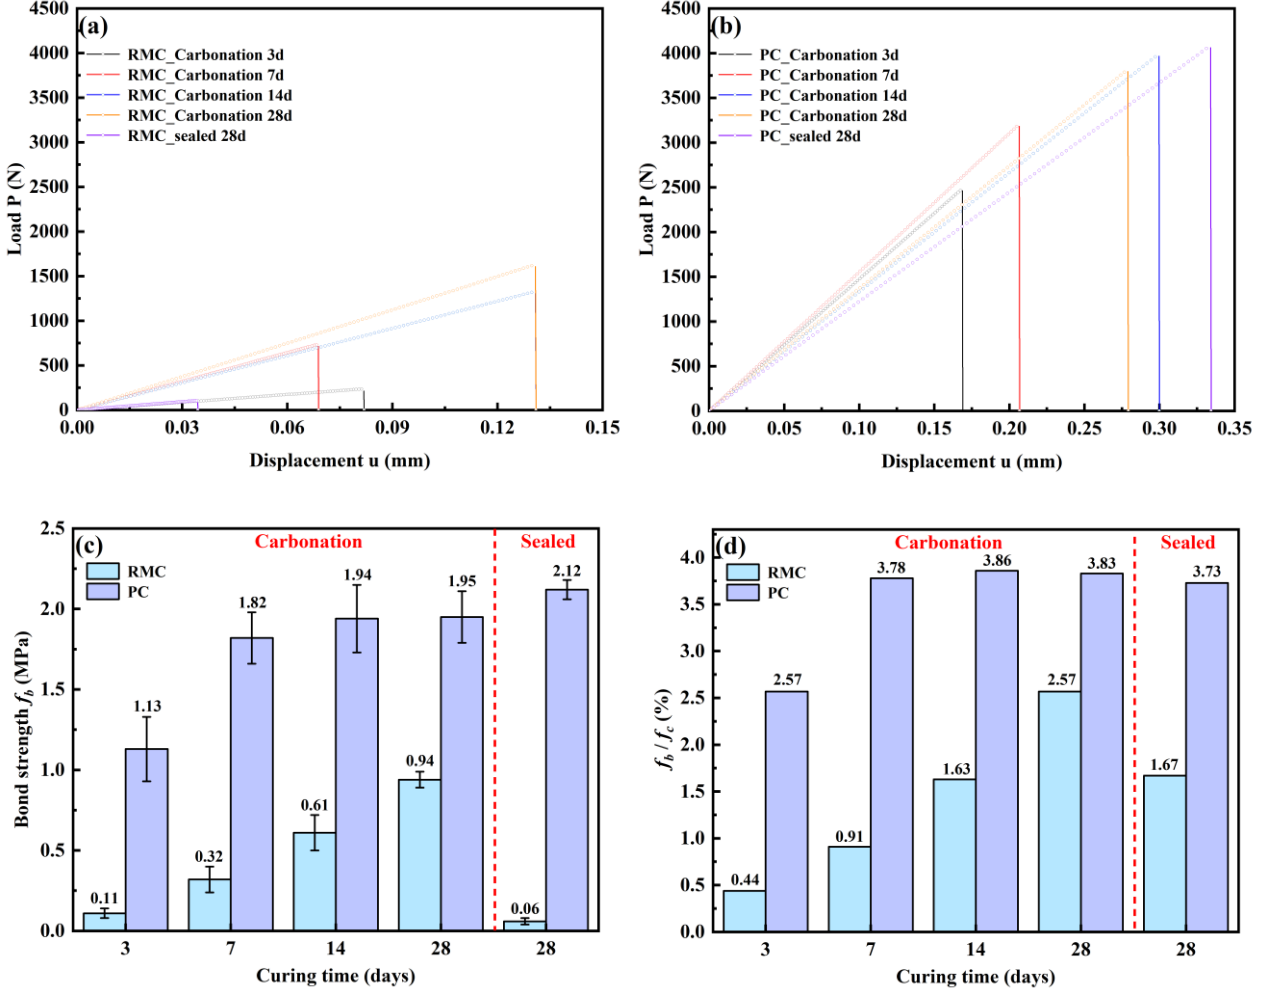 (a)
RMC_Carbonation 3d
RMC_Carbonation 7d
RMC_Carbonation 14d
RMC_Carbonation 28d
RMC_sealed 28d
4500
4000
3500
3000
2500
2000
1500
1000
500
0
Load P (N)
0.00 0.03 0.06 0.09 0.12 0.15
Displacement u (mm)
(b)
PC_Carbonation 3d
PC_Carbonation 7d
PC_Carbonation 14d
PC_Carbonation 28d
PC_sealed 28d
4500
4000
3500
3000
2500
2000
1500
1000
500
0
Load P (N)
0.00 0.05 0.10 0.15 0.20 0.25 0.30 0.35
Displacement u (mm)
(c)
Carbonation Sealed
RMC
PC
2.5
2.0
1.5
1.0
0.5
0.0
Bond strength fb (MPa)
0.11 1.13 0.32 1.82 0.61 1.94 0.94 1.95 0.06 2.12
3 7 14 28 28
Curing time (days)
(d)
Carbonation Sealed
RMC
PC
4.0
3.5
3.0
2.5
2.0
1.5
1.0
0.5
0.0
fb / fc (%)
0.44 2.57 0.91 3.78 1.63 3.86 2.57 3.83 1.67 3.73
3 7 14 28 28
Curing time (days)